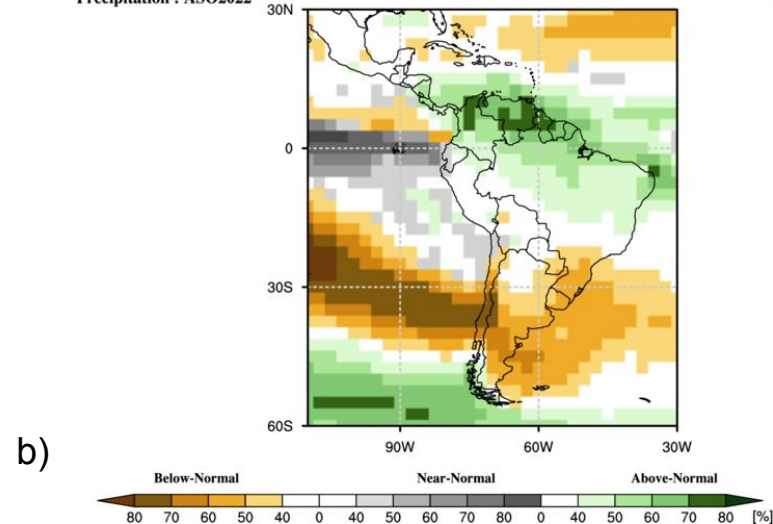 Precipitation : ASO2022
30N
0
30S
60S
90W 60W 30W
b)
Below-Normal Near-Normal Above-Normal
80 70 60 50 40 0 40 50 60 70 80 0 40 50 60 70 80 [%]